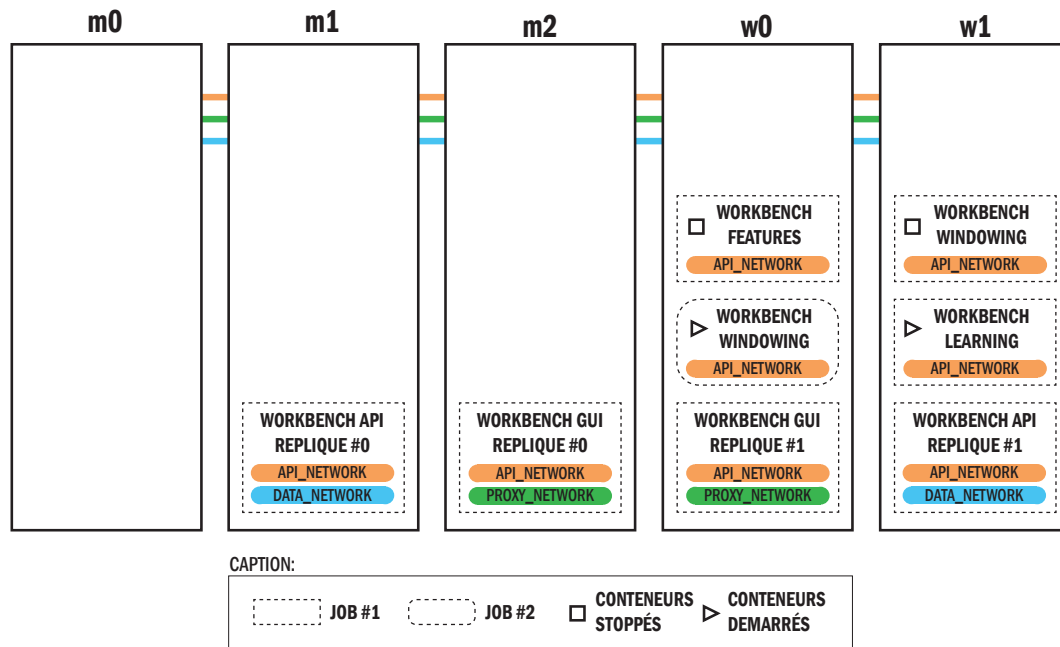 m0
m1
m2
w0
w1
WORKBENCH
FEATURES
API_NETWORK
WORKBENCH
WINDOWING
API_NETWORK
WORKBENCH
WINDOWING
API_NETWORK
WORKBENCH
LEARNING
API_NETWORK
WORKBENCH API
REPLIQUE #0
API_NETWORK
DATA_NETWORK
WORKBENCH GUI
REPLIQUE #0
API_NETWORK
PROXY_NETWORK
WORKBENCH GUI
REPLIQUE #1
API_NETWORK
PROXY_NETWORK
WORKBENCH API
REPLIQUE #1
API_NETWORK
DATA_NETWORK
CAPTION:
JOB #1
JOB #2
CONTENEURS
STOPPÉS
CONTENEURS
DEMARRÉS